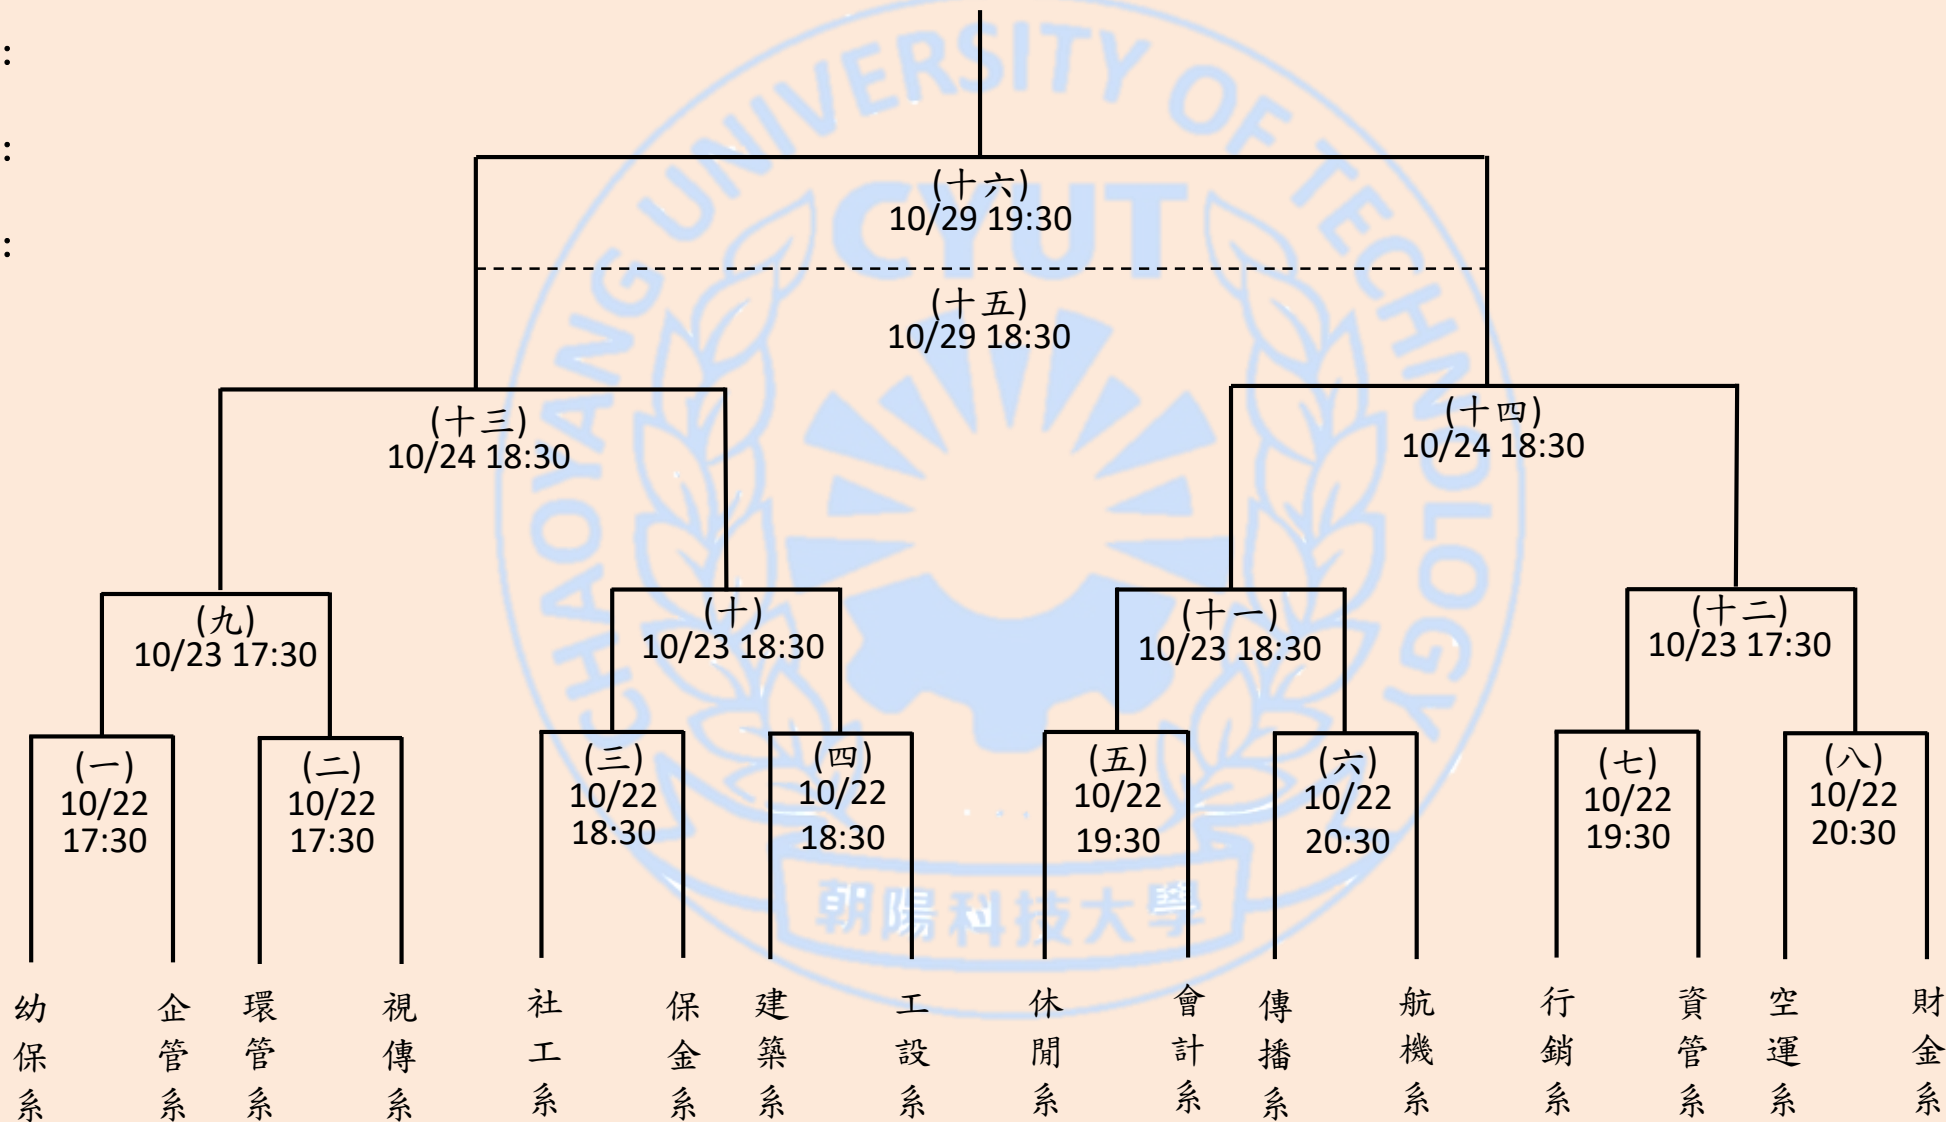 :
:
:
CHAOYANG UNIVERSITY OF TECHNOLOGY
CYUT
(十六)
10/29 19:30
(十五)
10/29 18:30
(十三)
10/24 18:30
(十四)
10/24 18:30
(九)
10/23 17:30
(十)
10/23 18:30
(十一)
10/23 18:30
(十二)
10/23 17:30
(一)
10/22
17:30
(二)
10/22
17:30
(三)
10/22
18:30
(四)
10/22
18:30
(五)
10/22
19:30
(六)
10/22
20:30
(七)
10/22
19:30
(八)
10/22
20:30
朝陽科技大學
幼保系
企管系
環管系
視傳系
社工系
保金系
建築系
工設系
休閒系
會計系
傳播系
航機系
行銷系
資管系
空運系
財金系